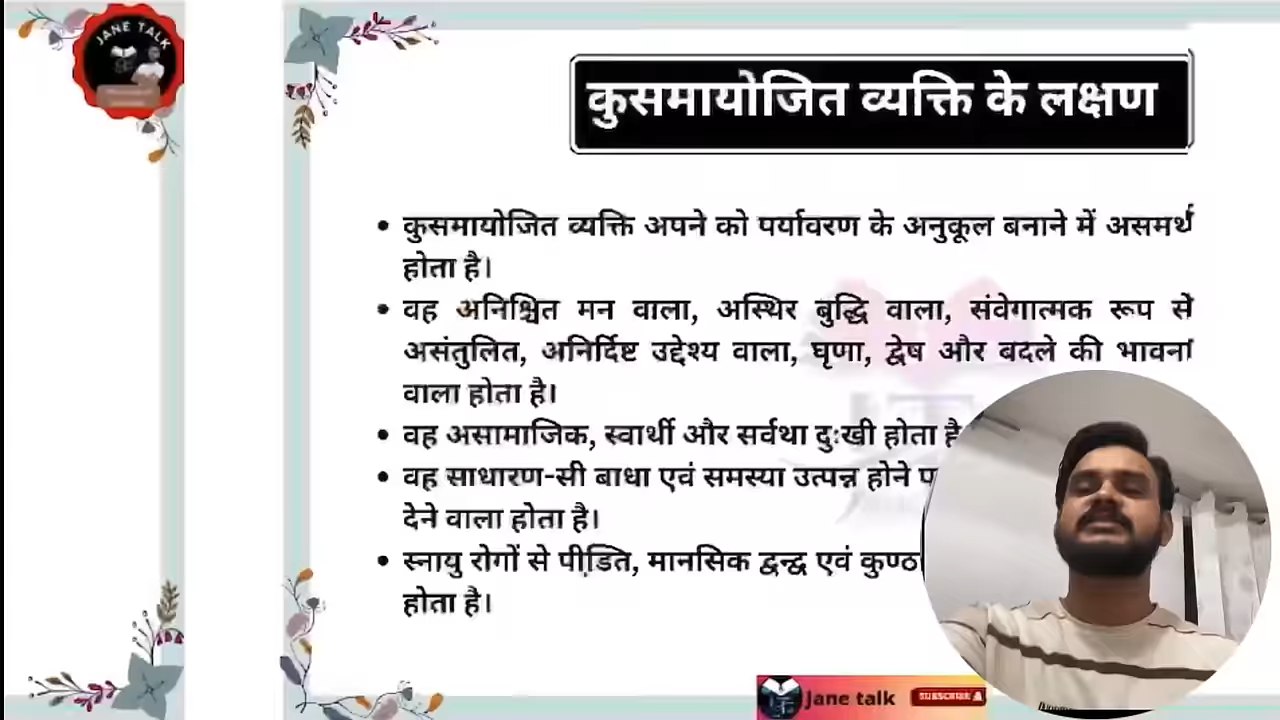 JANE TALK
कुसमायोजित व्यक्ति के लक्षण
• कुसमायोजित व्यक्ति अपने को पर्यावरण के अनुकूल बनाने में असमर्थ
होता है।
• वह अनिश्चित मन वाला, अस्थिर बुद्धि वाला, संवेगात्मक रूप से
असंतुलित, अनिर्दिष्ट उद्देश्य वाला, घृणा, द्वेष और बदले की भावना
वाला होता है।
• वह असामाजिक, स्वार्थी और सर्वथा दुःखी होता है
• वह साधारण-सी बाधा एवं समस्या उत्पन्न होने
देने वाला होता है।
• स्नायु रोगों से पीडित, मानसिक द्वन्द्व एवं
होता है।
Jane talk SUBSCRIBE